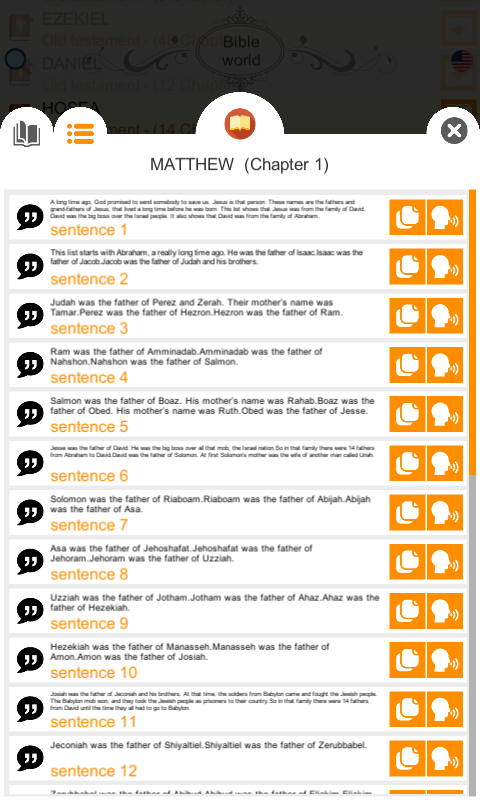 EZEKIEL
Old testament - (48 Chapt
Bible
world
DANIEL
Old testament - (12 Chapter
HOSEA
ment - (14 C
MATTHEW (Chapter 1)
A long time ago, God promised to send somebody to save us. Jesus is that person. These names are the fathers and
grand-fathers of Jesus, that lived a long time before he was born. This list shows that Jesus was from the family of David.
David was the big boss over the Israel people. It also shows that David was from the family of Abraham.
sentence 1
This list starts with Abraham, a really long time ago. He was the father of Isaac.Isaac was the
father of Jacob.Jacob was the father of Judah and his brothers.
sentence 2
Judah was the father of Perez and Zerah. Their mother's name was
Tamar.Perez was the father of Hezron.Hezron was the father of Ram.
sentence 3
Ram was the father of Amminadab.Amminadab was the father of
Nahshon.Nahshon was the father of Salmon.
sentence 4
Salmon was the father of Boaz. His mother's name was Rahab.Boaz was the
father of Obed. His mother's name was Ruth.Obed was the father of Jesse.
sentence 5
Jesse was the father of David. He was the big boss over all that mob, the Israel nation.So in that family there were 14 fathers
from Abraham to David.David was the father of Solomon. At first Solomon's mother was the wife of another man called Uriah.
sentence 6
Solomon was the father of Riaboam.Riaboam was the father of Abijah.Abijah
was the father of Asa.
sentence 7
Asa was the father of Jehoshafat.Jehoshafat was the father of
Jehoram.Jehoram was the father of Uzziah.
sentence 8
Uzziah was the father of Jotham.Jotham was the father of Ahaz.Ahaz was the
father of Hezekiah.
sentence 9
Hezekiah was the father of Manasseh.Manasseh was the father of
Amon.Amon was the father of Josiah.
sentence 10
Josiah was the father of Jeconiah and his brothers. At that time, the soldiers from Babylon came and fought the Jewish people.
The Babylon mob won, and they took the Jewish people as prisoners to their country.So in that family there were 14 fathers
from David until the time they all had to go to Babylon.
sentence 11
Jeconiah was the father of Shiyaltiel.Shiyaltiel was the father of Zerubbabel.
sentence 12
Zerubbabel was the father of Abihud.Abihud was the father of Eliakim.Eliakim